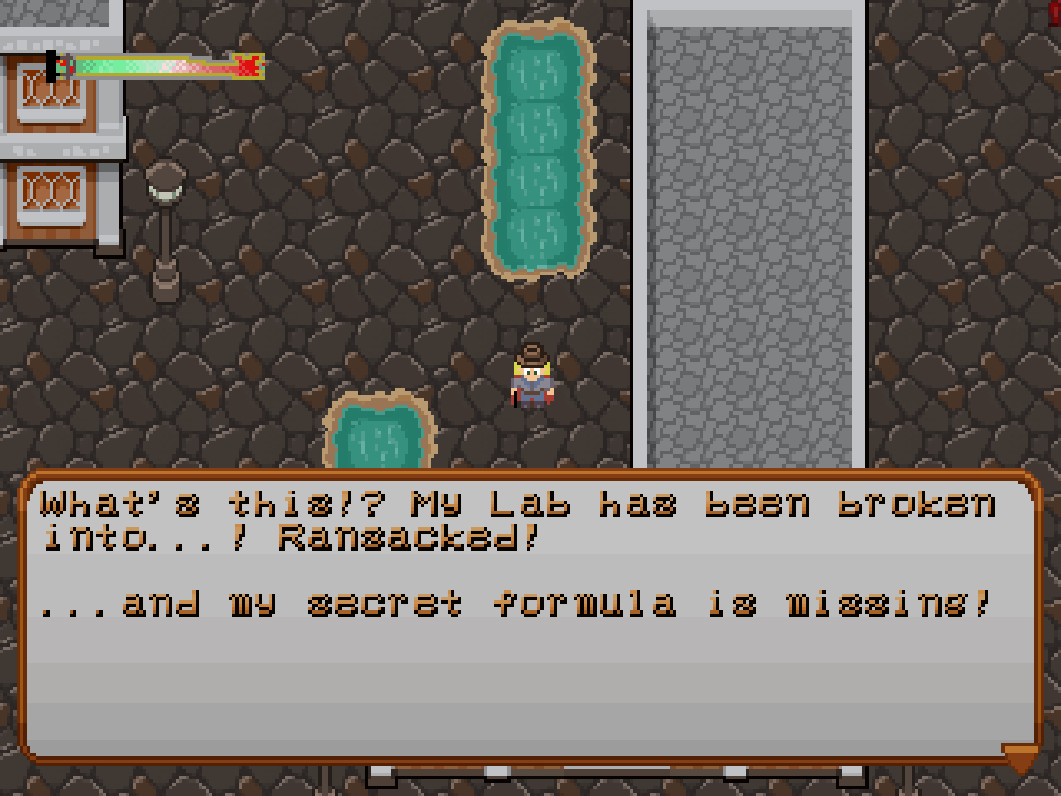 What's this!? My Lab has been broken
into...! Ransacked!
...and my secret formula is missing!